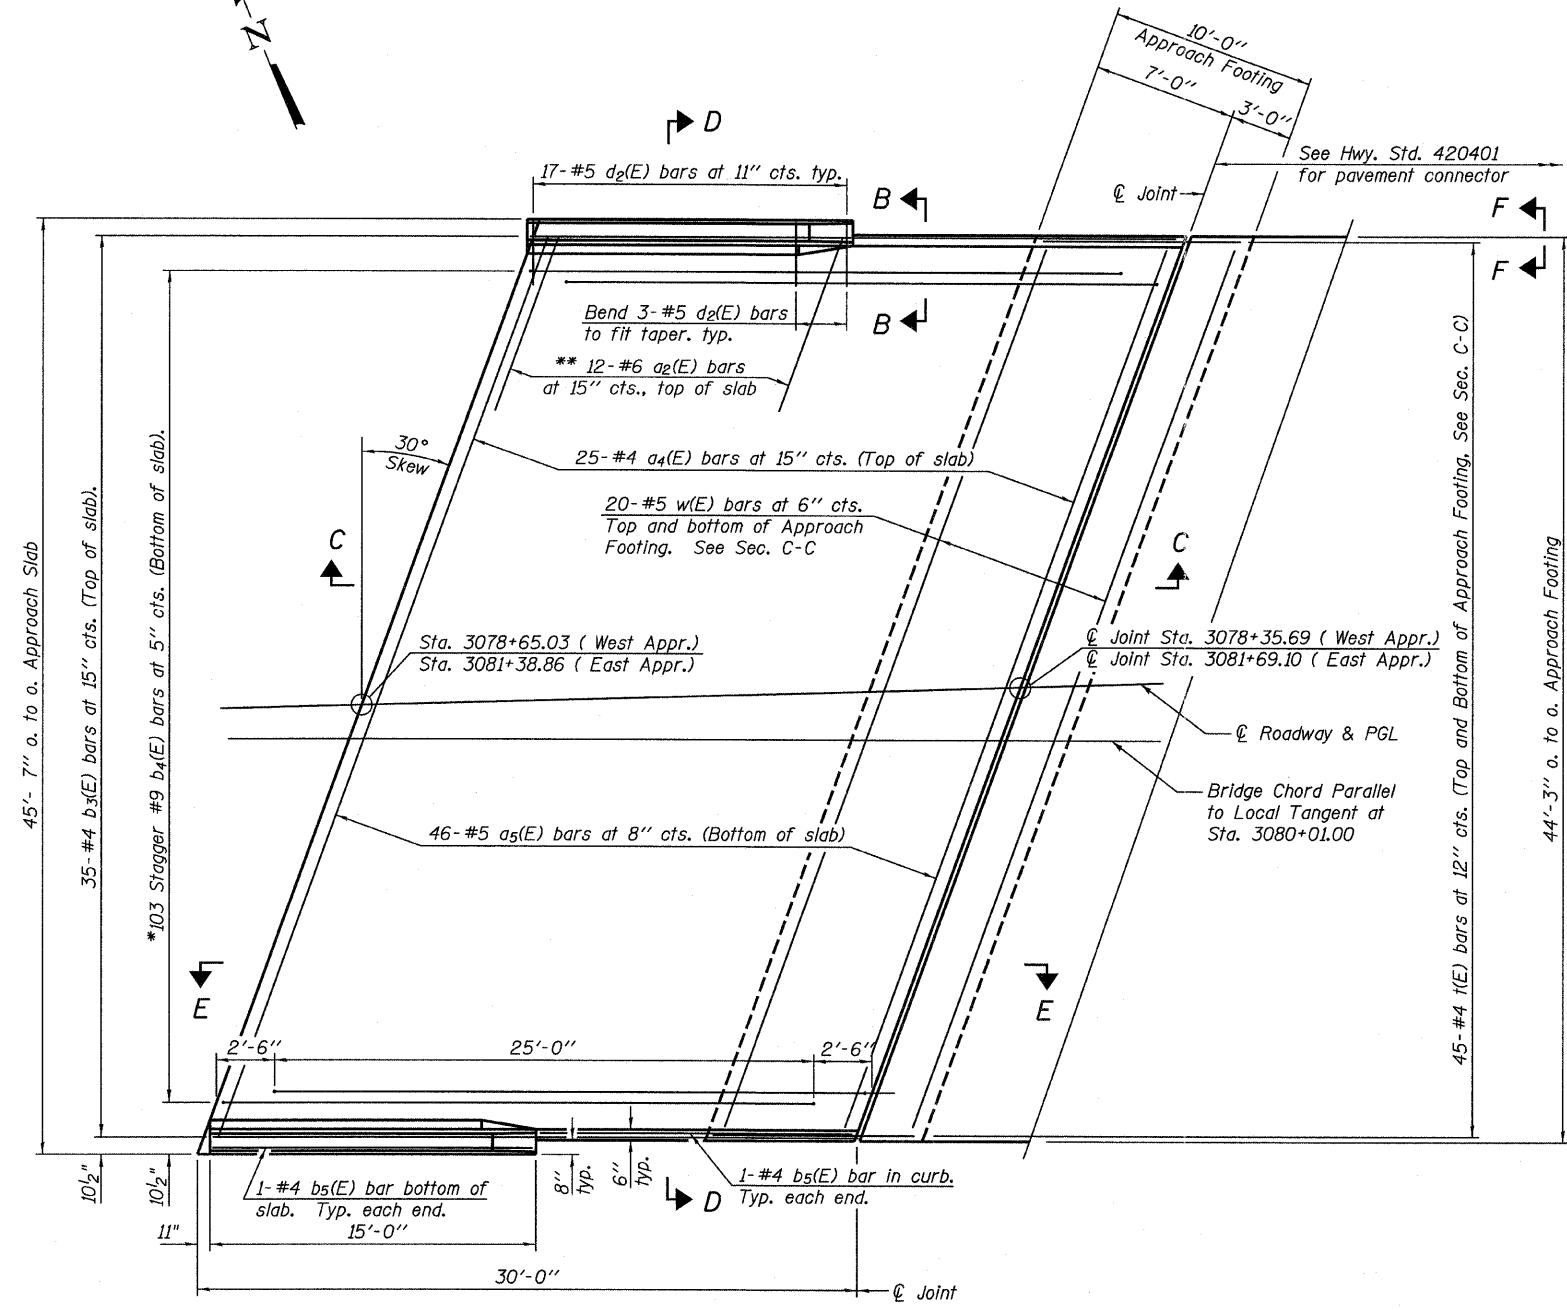 N
10'-0"
Approach Footing
7'-0"
3'-0"
D
17-#5 d2(E) bars at 11" cts. typ.
See Hwy. Std. 420401
for pavement connector
℄ Joint
B
F
F
B
Bend 3-#5 d2(E) bars
to fit taper. typ.
** 12-#6 a2(E) bars
at 15" cts., top of slab
30°
Skew
25-#4 a4(E) bars at 15" cts. (Top of slab)
20-#5 w(E) bars at 6" cts.
Top and bottom of Approach
Footing. See Sec. C-C
C
C
45'- 7" o. to o. Approach Slab
35-#4 b3(E) bars at 15" cts. (Top of slab).
*103 Stagger #9 b4(E) bars at 5" cts. (Bottom of slab).
45-#4 t(E) bars at 12" cts. (Top and Bottom of Approach Footing, See Sec. C-C)
44'-3" o. to o. Approach Footing
Sta. 3078+65.03 ( West Appr.)
Sta. 3081+38.86 ( East Appr.)
℄ Joint Sta. 3078+35.69 ( West Appr.)
℄ Joint Sta. 3081+69.10 ( East Appr.)
℄ Roadway & PGL
Bridge Chord Parallel
to Local Tangent at
Sta. 3080+01.00
46-#5 a5(E) bars at 8" cts. (Bottom of slab)
E
E
2'-6"
25'-0"
2'-6"
10½"
10½"
1-#4 b5(E) bar bottom of
slab. Typ. each end.
8"
typ.
6"
typ.
1-#4 b5(E) bar in curb.
Typ. each end.
D
11"
15'-0"
30'-0"
℄ Joint